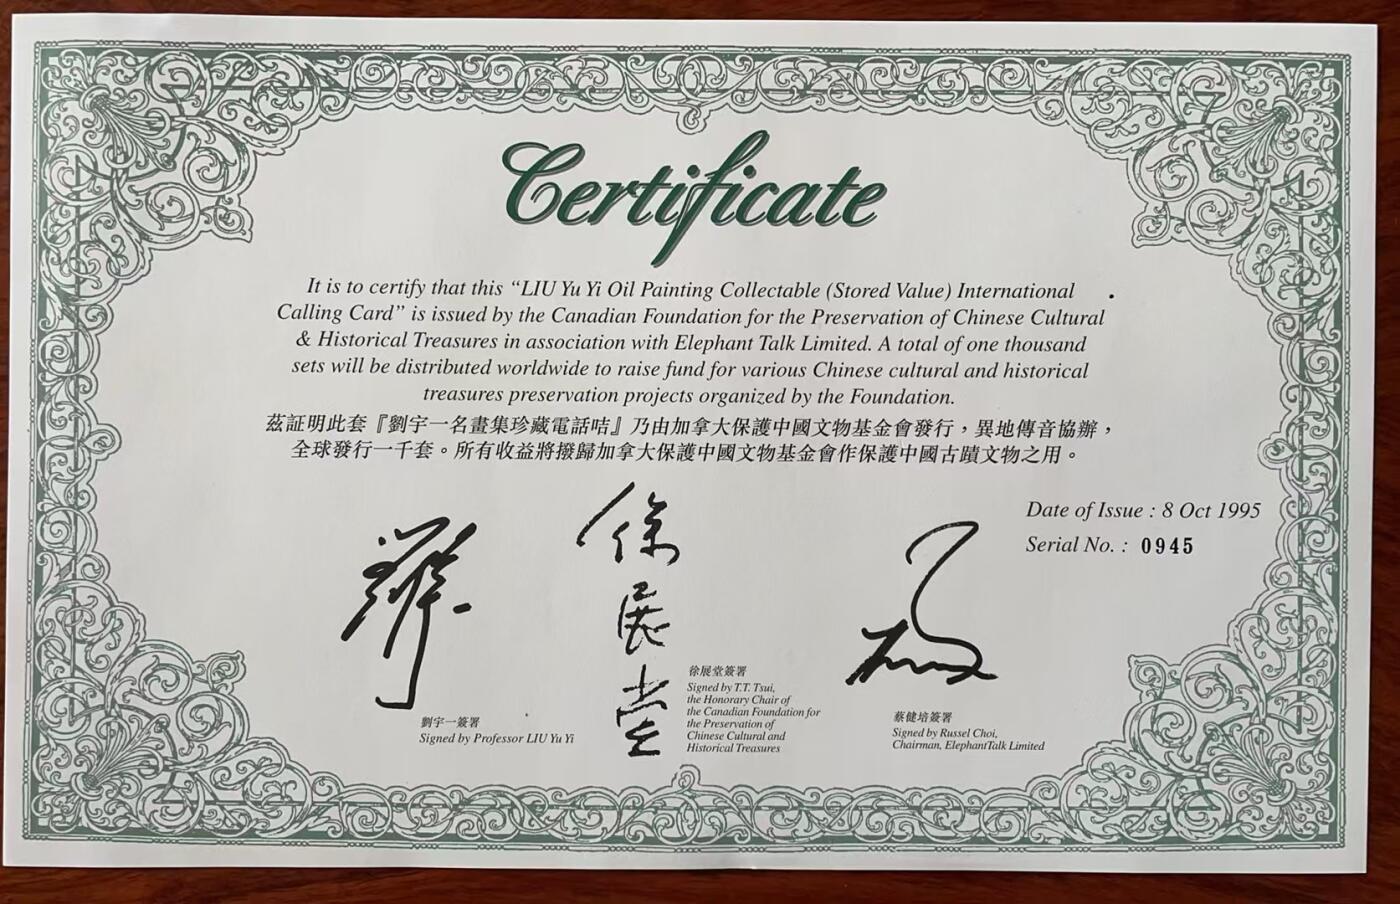 Certificate
It is to certify that this “LIU Yu Yi Oil Painting Collectable (Stored Value) International
Calling Card” is issued by the Canadian Foundation for the Preservation of Chinese Cultural
& Historical Treasures in association with Elephant Talk Limited. A total of one thousand
sets will be distributed worldwide to raise fund for various Chinese cultural and historical
treasures preservation projects organized by the Foundation.
茲証明此套『劉宇一名畫集珍藏電話咭』乃由加拿大保護中國文物基金會發行，異地傳音協辦，
全球發行一千套。所有收益將撥歸加拿大保護中國文物基金會作保護中國古蹟文物之用。
Date of Issue : 8 Oct 1995
Serial No. : 0945
劉宇一簽署
Signed by Professor LIU Yu Yi
徐展堂
徐展堂簽署
Signed by T.T. Tsui,
the Honorary Chair of
the Canadian Foundation for
the Preservation of
Chinese Cultural and
Historical Treasures
蔡健培簽署
Signed by Russel Choi,
Chairman, ElephantTalk Limited